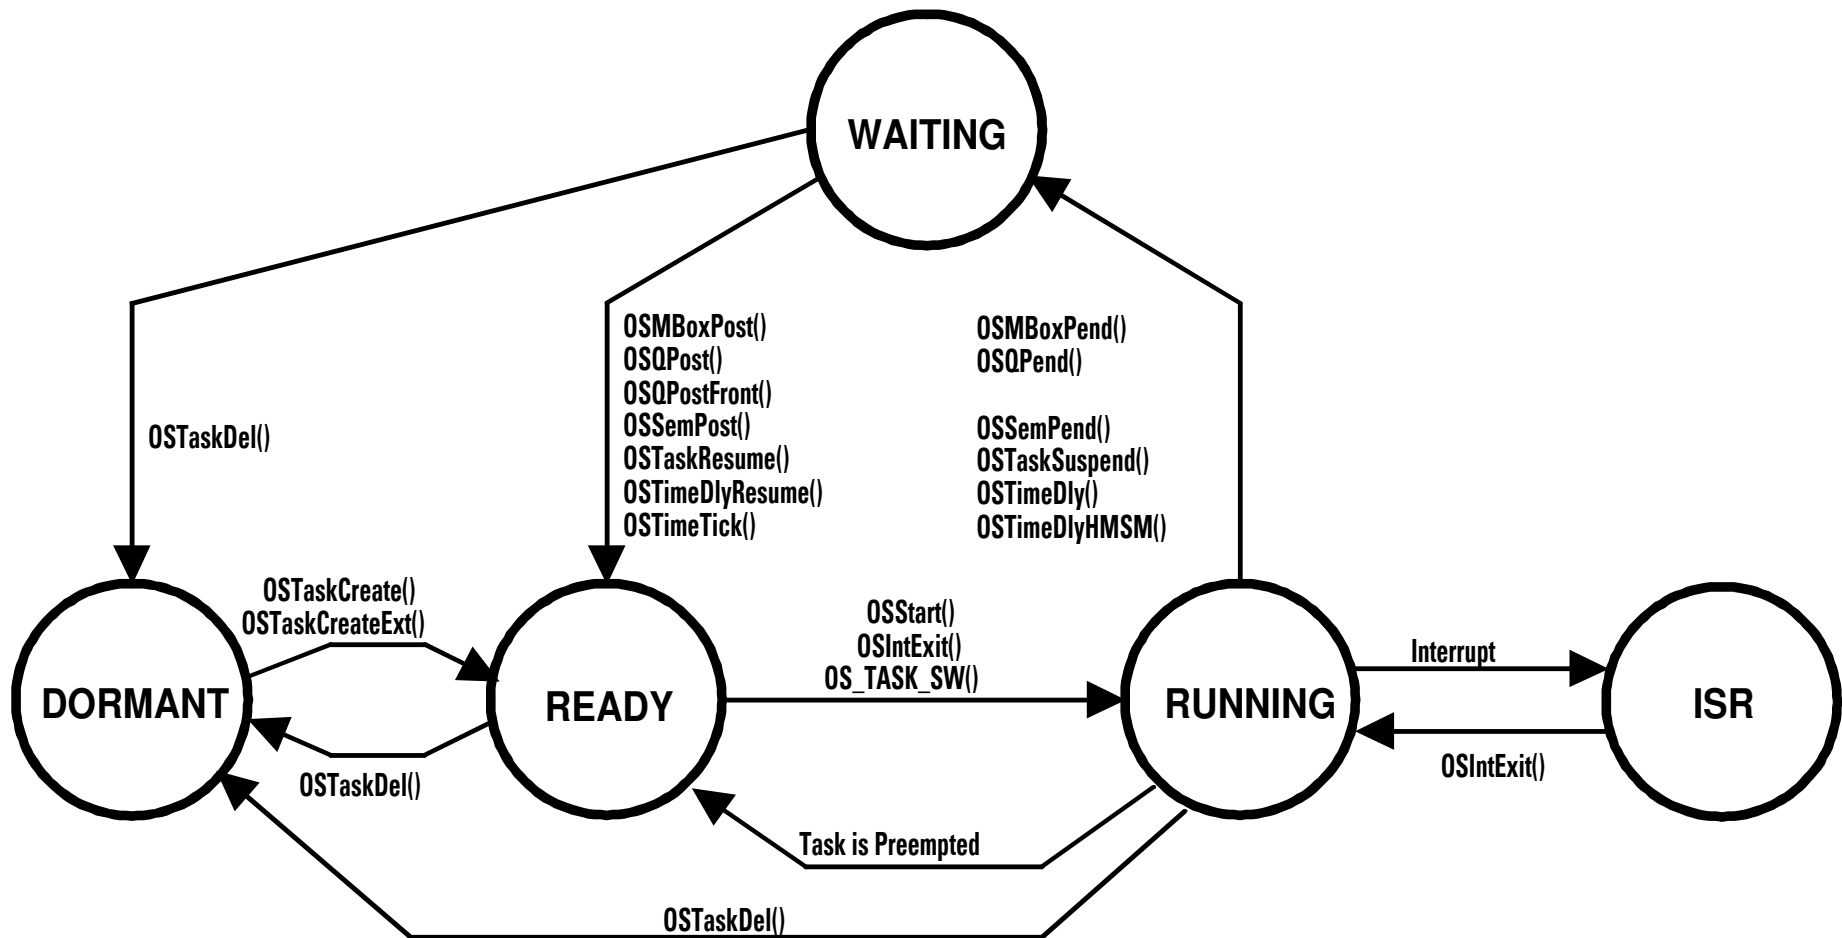 WAITING
OSMBoxPost()
OSQPost()
OSQPostFront()
OSSemPost()
OSTaskResume()
OSTimeDlyResume()
OSTimeTick()
OSMBoxPend()
OSQPend()
OSSemPend()
OSTaskSuspend()
OSTimeDly()
OSTimeDlyHMSM()
OSTaskDel()
OSTaskCreate()
OSTaskCreateExt()
OSStart()
OSIntExit()
OS_TASK_SW()
Interrupt
DORMANT
READY
RUNNING
ISR
OSTaskDel()
OSIntExit()
Task is Preempted
OSTaskDel()